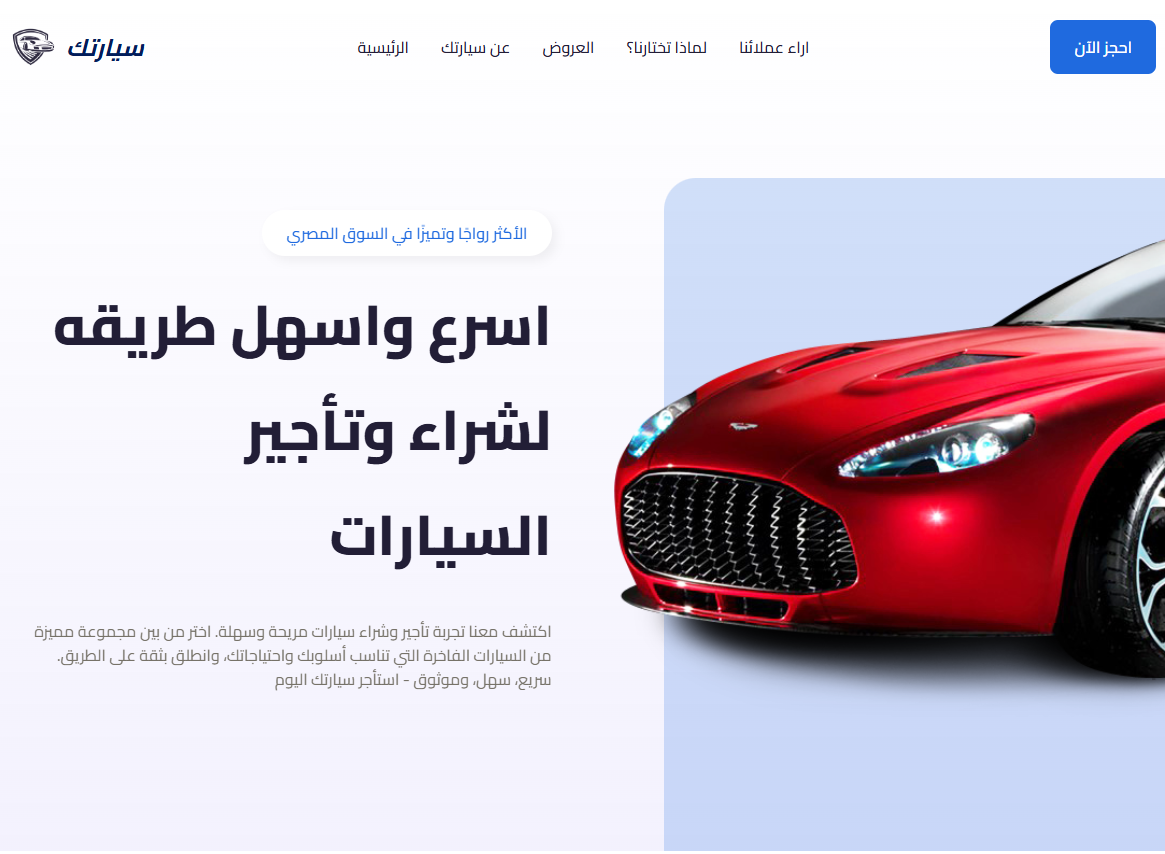 سيارتك
الرئيسية
عن سيارتك
العروض
لماذا تختارنا؟
اراء عملائنا
احجز الآن
الأكثر رواجًا وتميزًا في السوق المصري
اسرع واسهل طريقه
لشراء وتأجير
السيارات
اكتشف معنا تجربة تأجير وشراء سيارات مريحة وسهلة. اختر من بين مجموعة مميزة
من السيارات الفاخرة التي تناسب أسلوبك واحتياجاتك، وانطلق بثقة على الطريق.
سريع، سهل، وموثوق - استأجر سيارتك اليوم